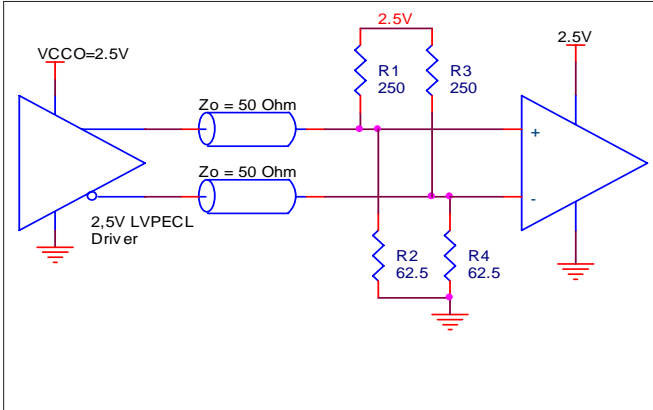 2.5V
VCCO=2.5V
2.5V
R1
250
R3
250
Zo = 50 Ohm
+
Zo = 50 Ohm
-
2,5V LVPECL
Driver
R2
62.5
R4
62.5